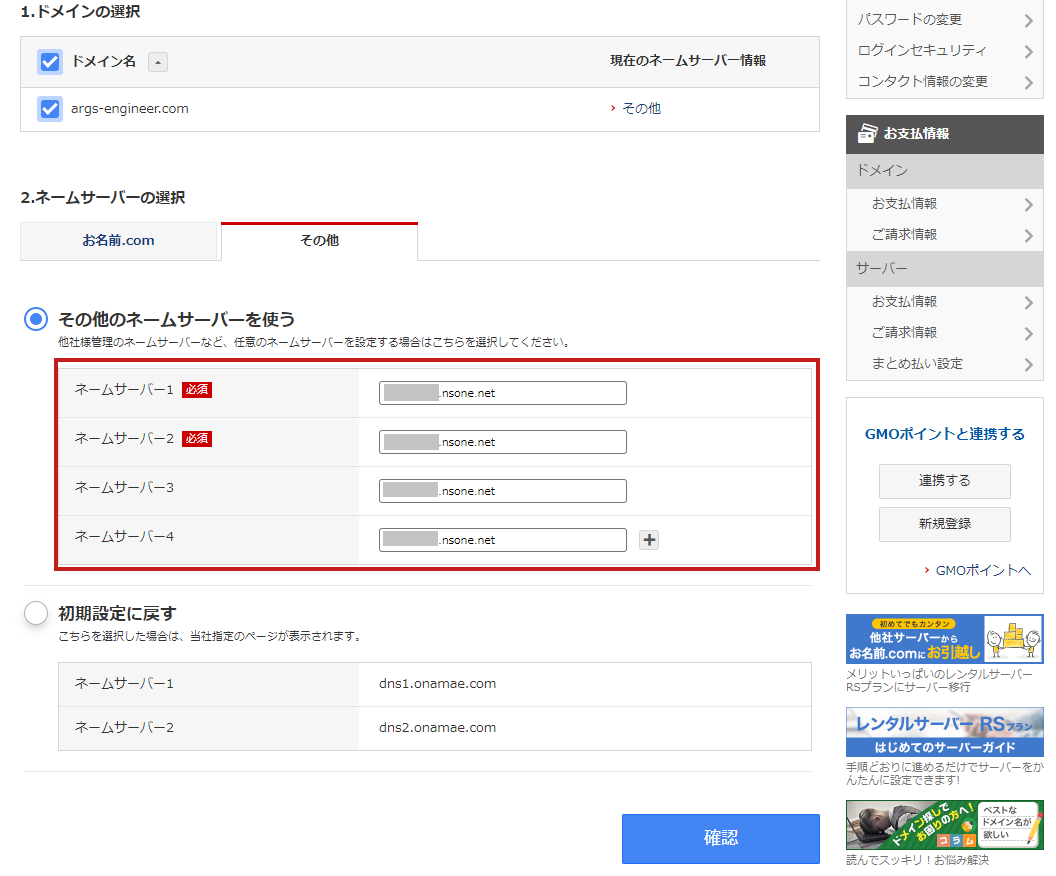 1.ドメインの選択
ドメイン名
現在のネームサーバー情報
args-engineer.com
その他
2.ネームサーバーの選択
お名前.com
その他
その他のネームサーバーを使う
他社様管理のネームサーバーなど、任意のネームサーバーを設定する場合はこちらを選択してください。
ネームサーバー1 必須
.nsone.net
ネームサーバー2 必須
.nsone.net
ネームサーバー3
.nsone.net
ネームサーバー4
.nsone.net
初期設定に戻す
こちらを選択した場合は、当社指定のページが表示されます。
ネームサーバー1
dns1.onamae.com
ネームサーバー2
dns2.onamae.com
確認
パスワードの変更
ログインセキュリティ
コンタクト情報の変更
お支払情報
ドメイン
お支払情報
ご請求情報
サーバー
お支払情報
ご請求情報
まとめ払い設定
GMOポイントと連携する
連携する
新規登録
GMOポイントへ
初めてでもカンタン
他社サーバーから
お名前.comにお引越し
メリットいっぱいのレンタルサーバー
RSプランにサーバー移行
レンタルサーバー RSプラン
はじめてのサーバーガイド
手順どおりに進めるだけでサーバーをか
んたんに設定できます!
ドメイン探しで
お困りの方へ!
コラム
ベストな
ドメイン名が
欲しい
読んでスッキリ！お悩み解決